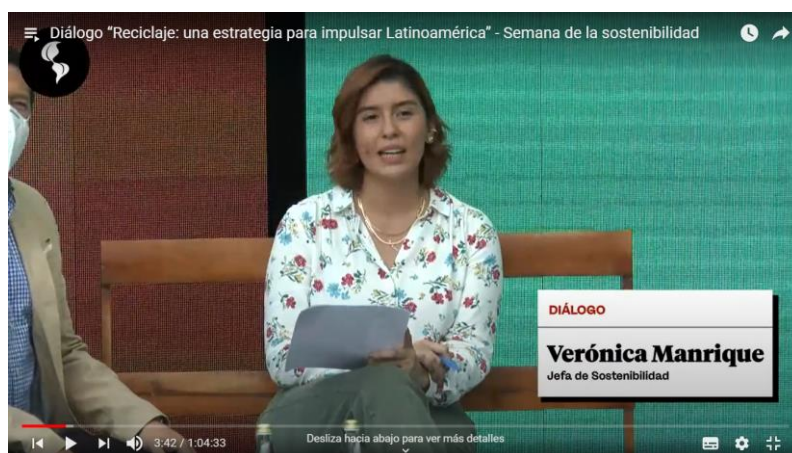 Diálogo “Reciclaje: una estrategia para impulsar Latinoamérica” - Semana de la sostenibilidad
DIÁLOGO
Verónica Manrique
Jefa de Sostenibilidad
3:42 / 1:04:33
Desliza hacia abajo para ver más detalles